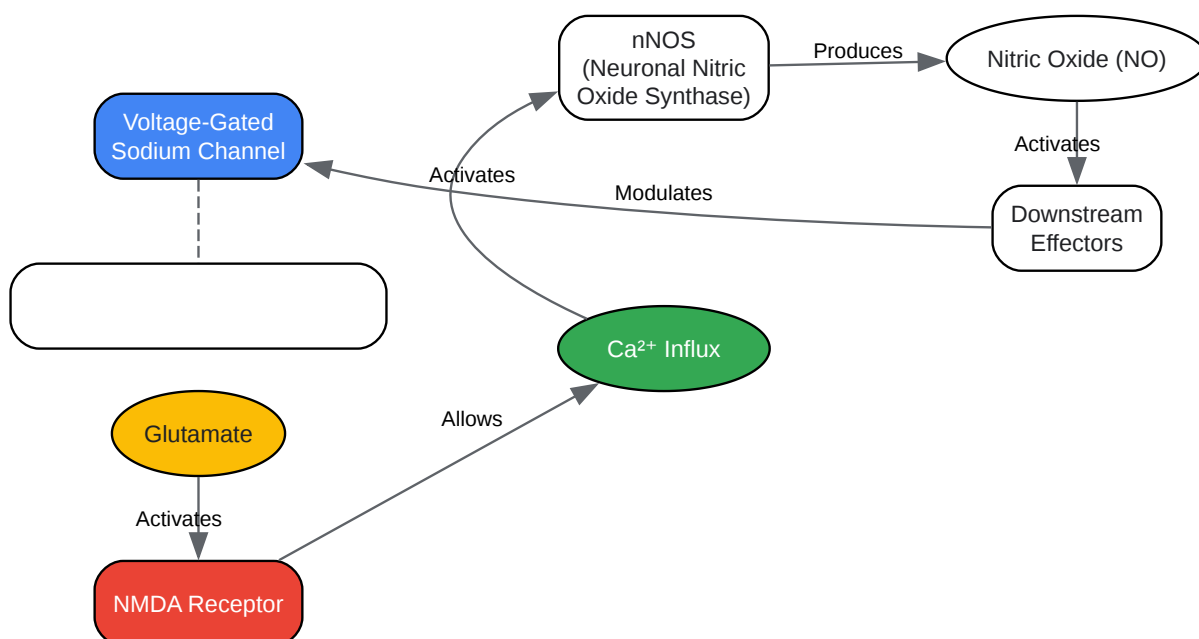 nNOS
(Neuronal Nitric
Oxide Synthase)
Produces
Nitric Oxide (NO)
Voltage-Gated
Sodium Channel
Activates
Activates
Modulates
Downstream
Effectors
Ca²⁺ Influx
Glutamate
Allows
Activates
NMDA Receptor